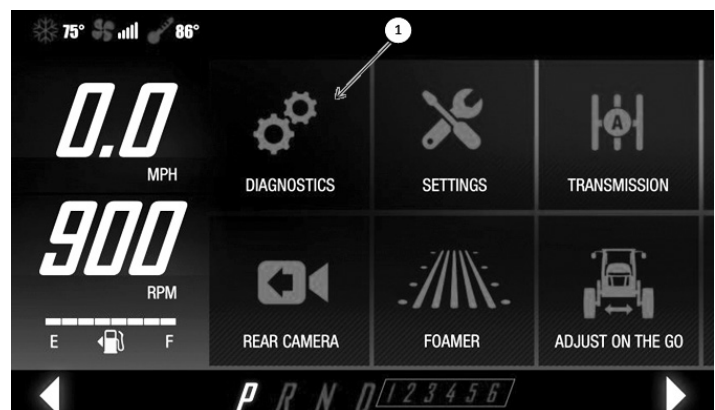 75° 86°
1
0.0
MPH
900
RPM
E F
DIAGNOSTICS
SETTINGS
TRANSMISSION
REAR CAMERA
FOAMER
ADJUST ON THE GO
A
P R N D 1 2 3 4 5 6